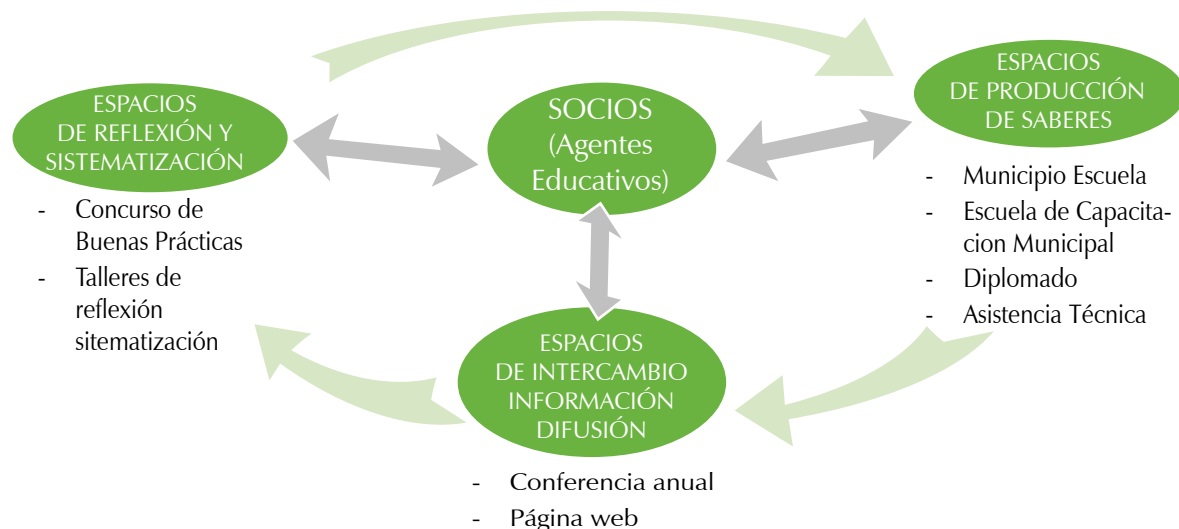 ESPACIOS
DE REFLEXIÓN Y
SISTEMATIZACIÓN
- Concurso de
Buenas Prácticas
- Talleres de
reflexión
sitematización
SOCIOS
(Agentes
Educativos)
ESPACIOS
DE PRODUCCIÓN
DE SABERES
- Municipio Escuela
- Escuela de Capacita-
cion Municipal
- Diplomado
- Asistencia Técnica
ESPACIOS
DE INTERCAMBIO
INFORMACIÓN
DIFUSIÓN
- Conferencia anual
- Página web